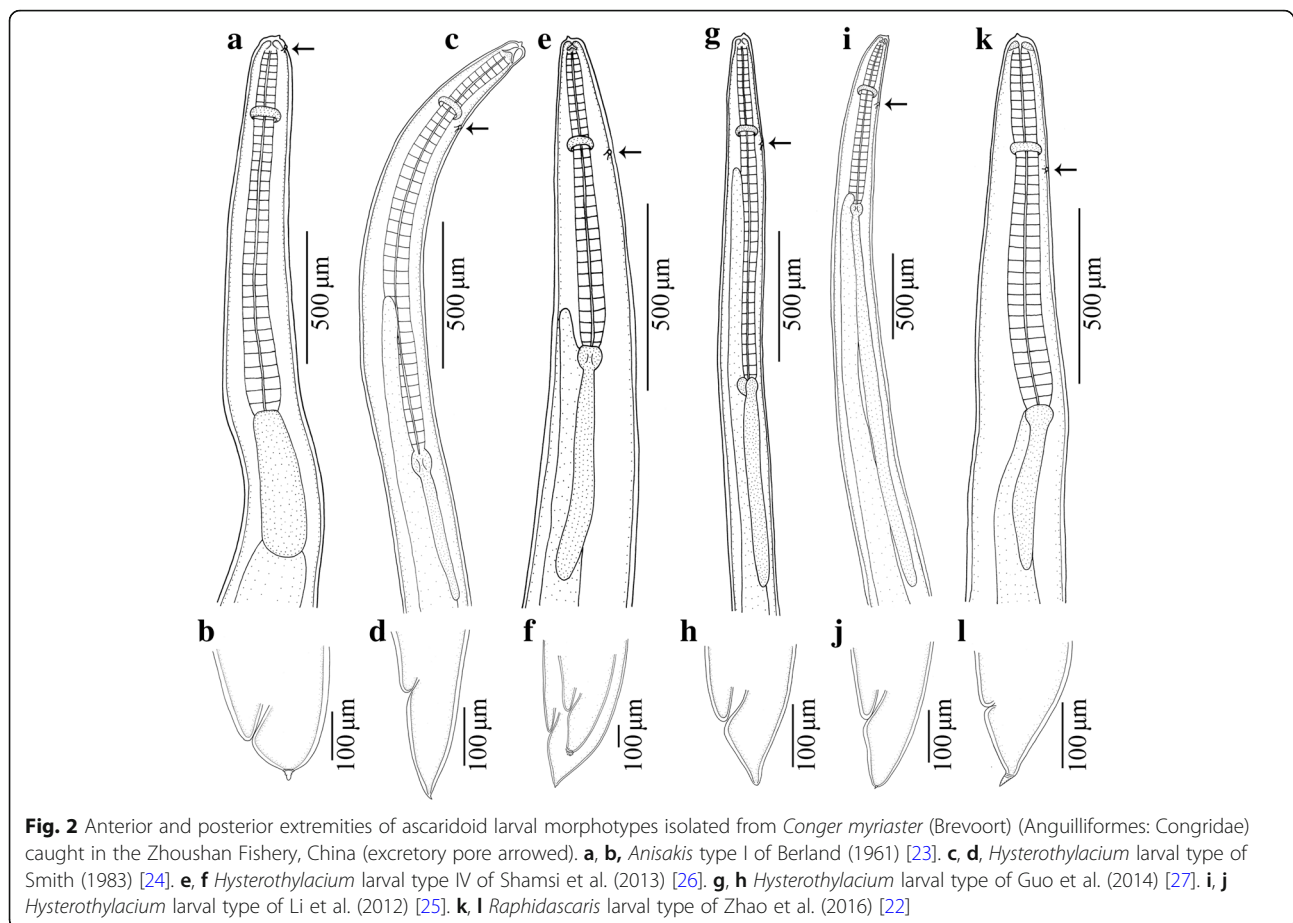 a
c
e
g
i
k
500 µm
500 µm
500 µm
500 µm
500 µm
500 µm
b
d
f
h
j
l
100 µm
100 µm
100 µm
100 µm
100 µm
100 µm
Fig. 2 Anterior and posterior extremities of ascaridoid larval morphotypes isolated from Conger myriaster (Brevoort) (Anguilliformes: Congridae)
caught in the Zhoushan Fishery, China (excretory pore arrowed). a, b, Anisakis type I of Berland (1961) [23]. c, d, Hysterothylacium larval type of
Smith (1983) [24]. e, f Hysterothylacium larval type IV of Shamsi et al. (2013) [26]. g, h Hysterothylacium larval type of Guo et al. (2014) [27]. i, j
Hysterothylacium larval type of Li et al. (2012) [25]. k, l Raphidascaris larval type of Zhao et al. (2016) [22]